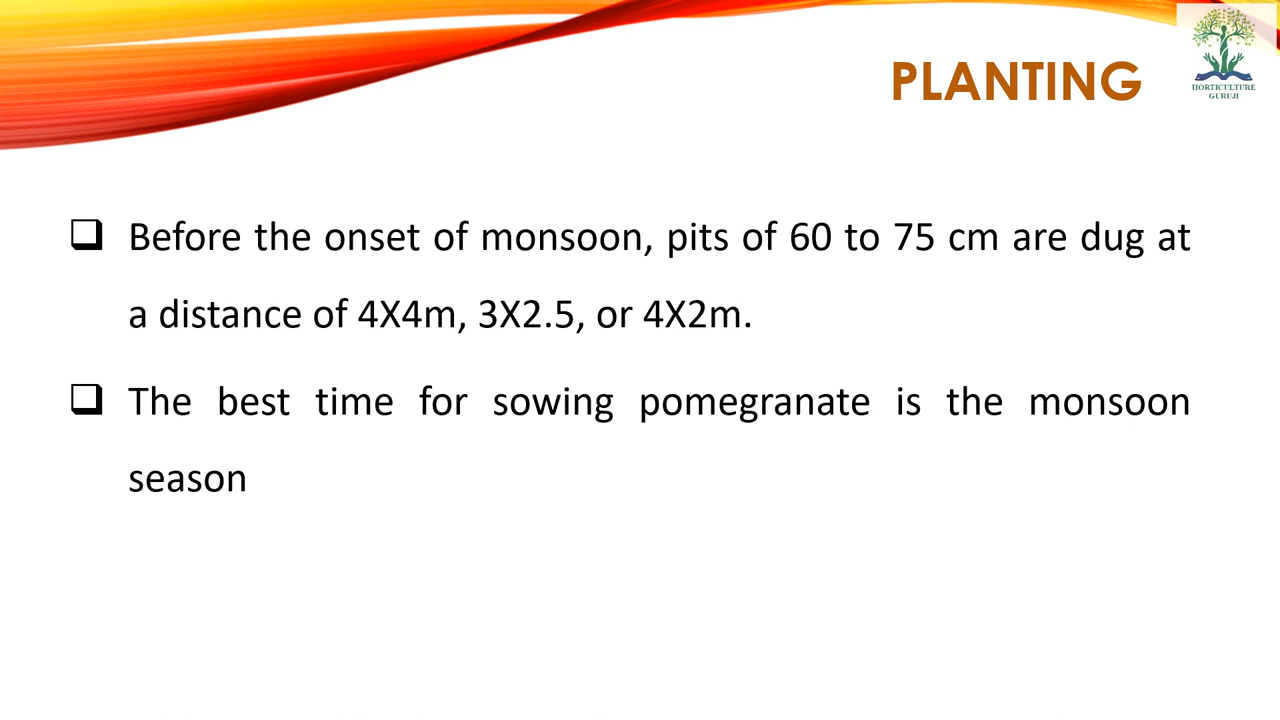 PLANTING
HORTICULTURE
GURUJI
❑ Before the onset of monsoon, pits of 60 to 75 cm are dug at
a distance of 4X4m, 3X2.5, or 4X2m.
❑ The best time for sowing pomegranate is the monsoon
season